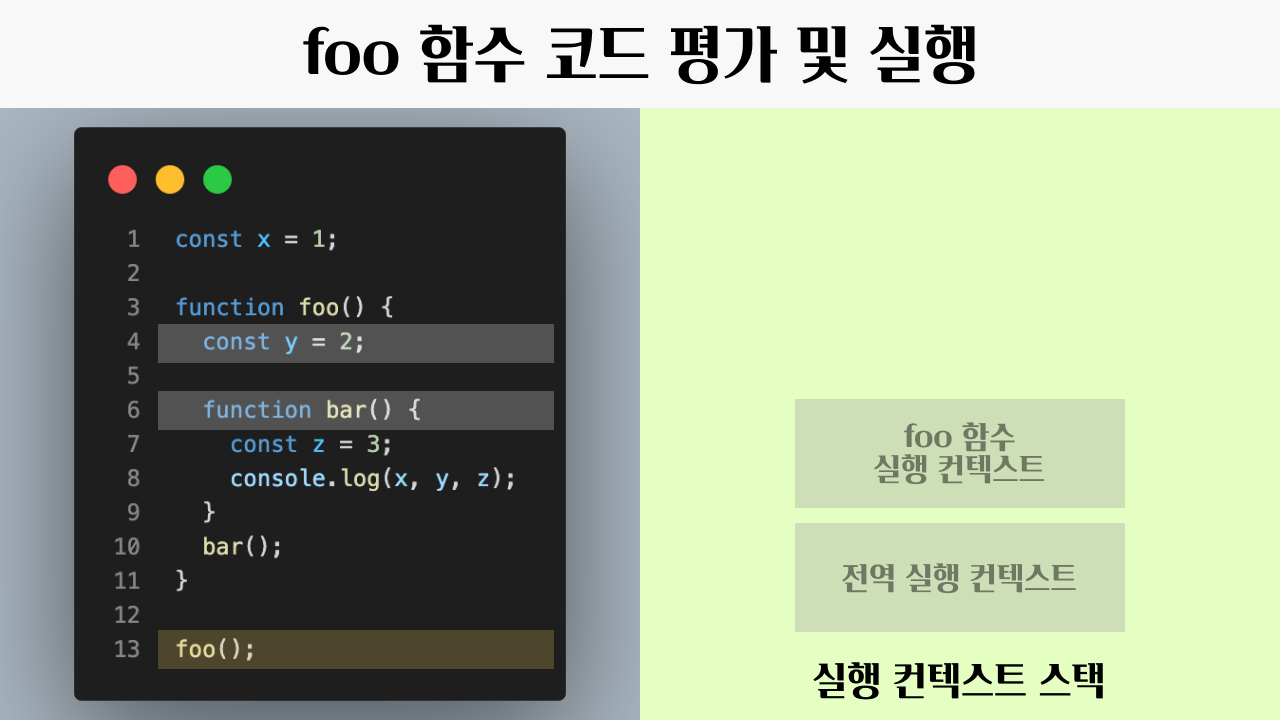 foo 함수 코드 평가 및 실행
1 const x = 1;
2
3 function foo() {
4   const y = 2;
5
6   function bar() {
7     const z = 3;
8     console.log(x, y, z);
9   }
10   bar();
11 }
12
13 foo();
foo 함수
실행 컨텍스트
전역 실행 컨텍스트
실행 컨텍스트 스택